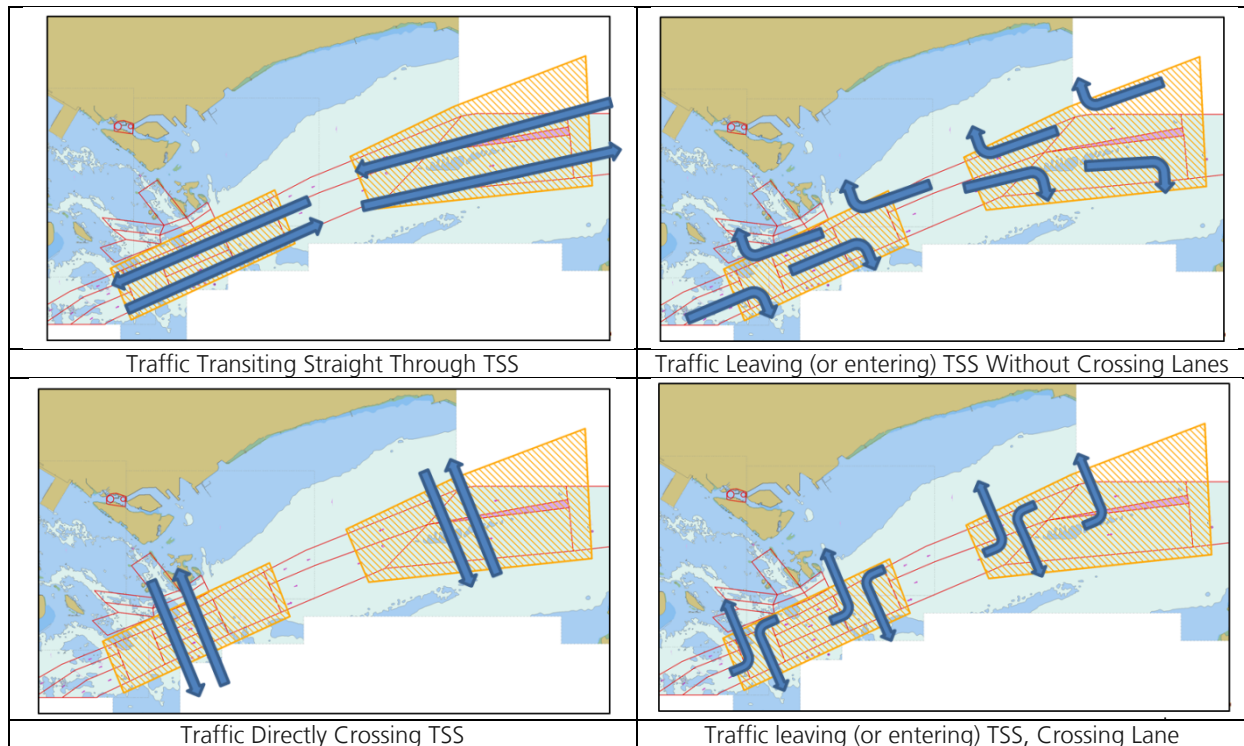 Traffic Transiting Straight Through TSS
Traffic Leaving (or entering) TSS Without Crossing Lanes
Traffic Directly Crossing TSS
Traffic leaving (or entering) TSS, Crossing Lane